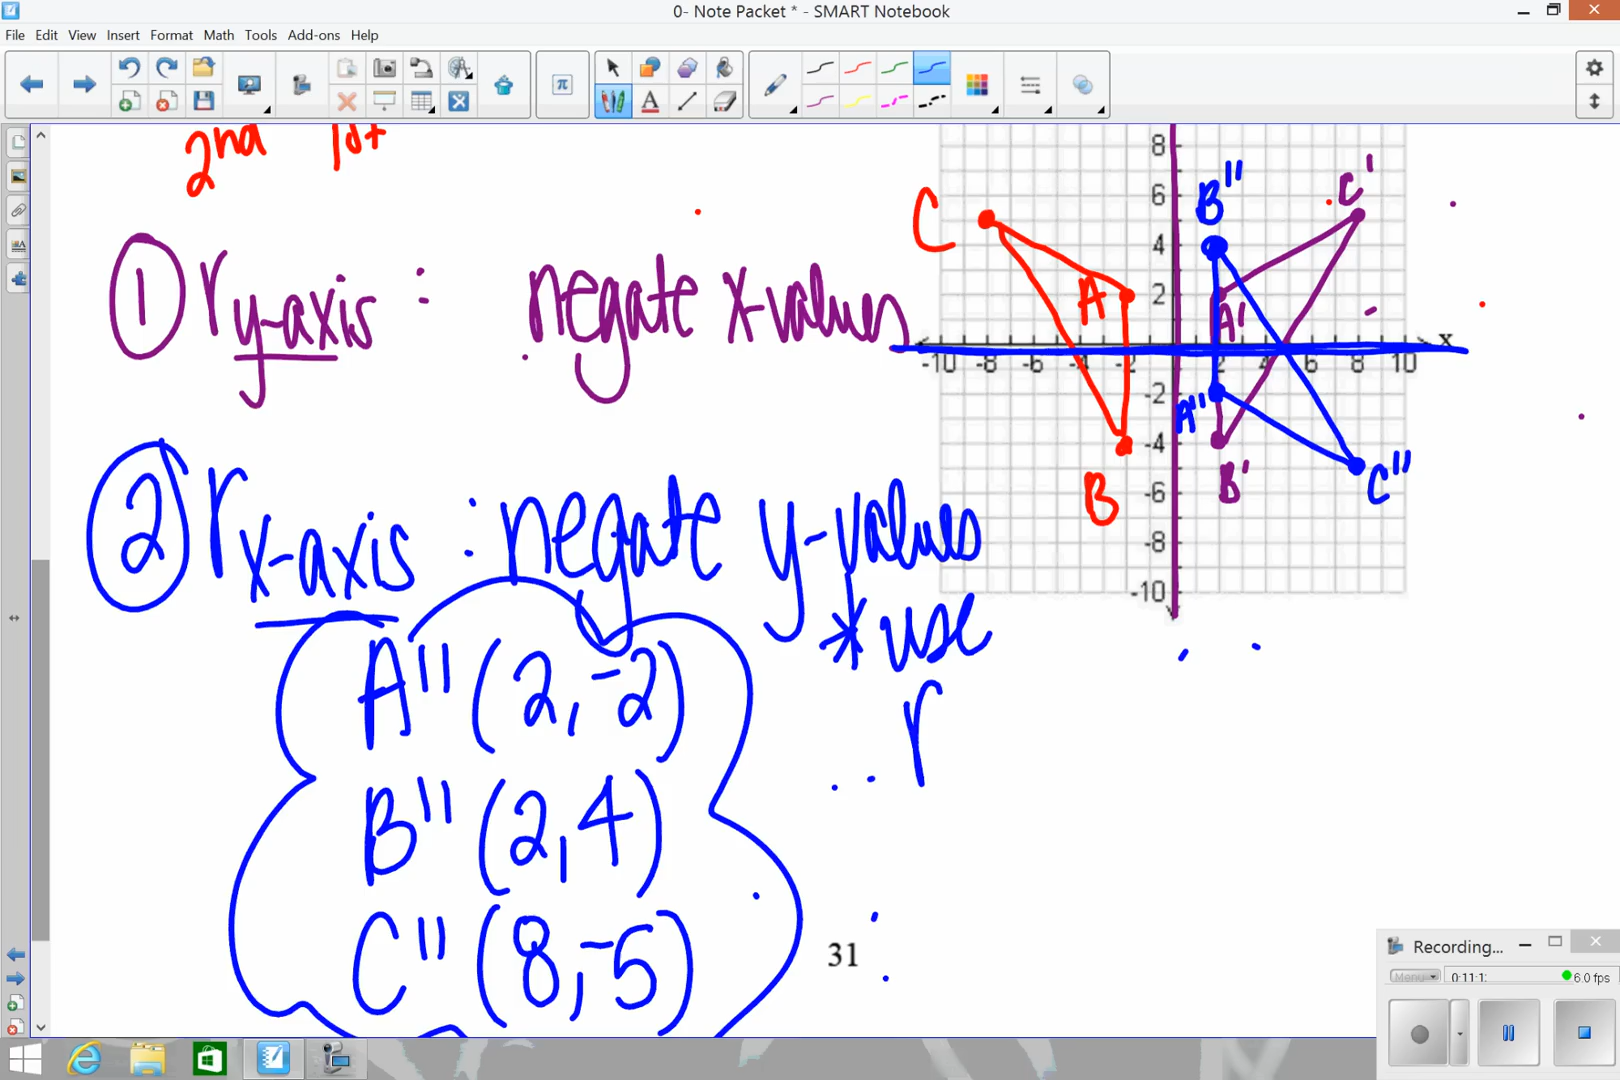 0- Note Packet * - SMART Notebook
File Edit View Insert Format Math Tools Add-ons Help
π
A
2nd 1st
① r y-axis : negate x-values
② r x-axis : negate y-values
* use
r
A'' (2, -2)
B'' (2, 4)
C'' (8, -5)
31
8
6
4
2
-10 -8 -6 -4 -2 2 4 6 8 10
x
-2
-4
-6
-8
-10
C
A
B
B''
C'
A'
A''
B'
C''
Recording...
Menu 0:11:1: 6.0 fps